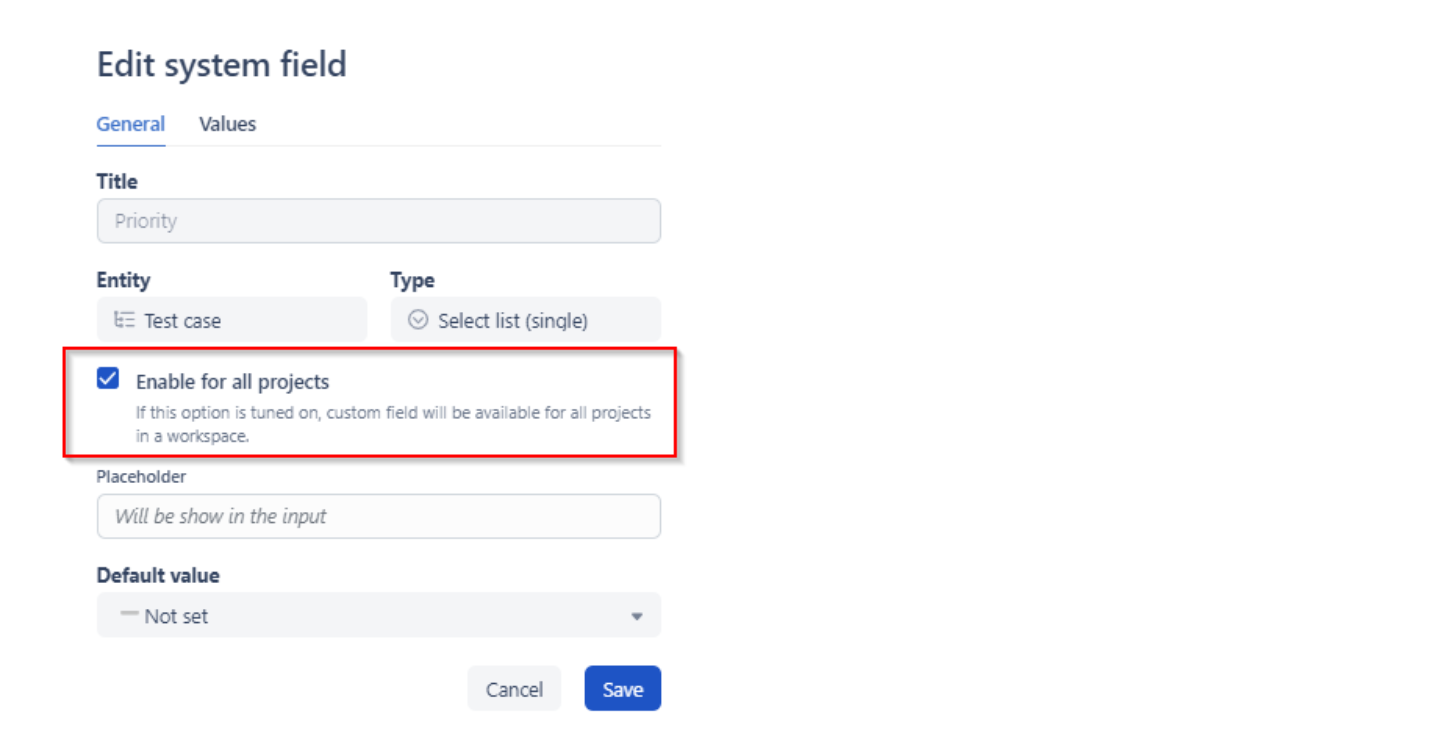 Edit system field
General Values
Title
Priority
Entity Type
Test case Select list (single)
Enable for all projects
If this option is tuned on, custom field will be available for all projects
in a workspace.
Placeholder
Will be show in the input
Default value
Not set
Cancel Save